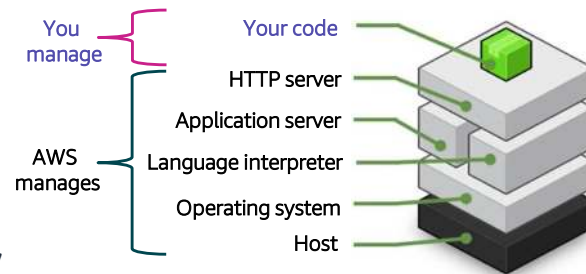 You
manage
Your code
HTTP server
Application server
AWS
manages
Language interpreter
Operating system
Host